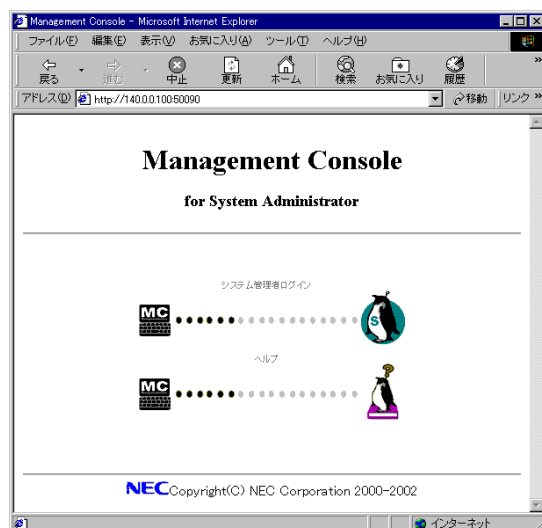 Management Console - Microsoft Internet Explorer
ファイル(F) 編集(E) 表示(V) お気に入り(A) ツール(T) ヘルプ(H)
戻る 進む 中止 更新 ホーム 検索 お気に入り 履歴 »
アドレス(D) http://140.0.0.100:50090 移動 リンク »
Management Console
for System Administrator
システム管理者ログイン
MC S
ヘルプ
MC ?
NEC Copyright(C) NEC Corporation 2000-2002
インターネット